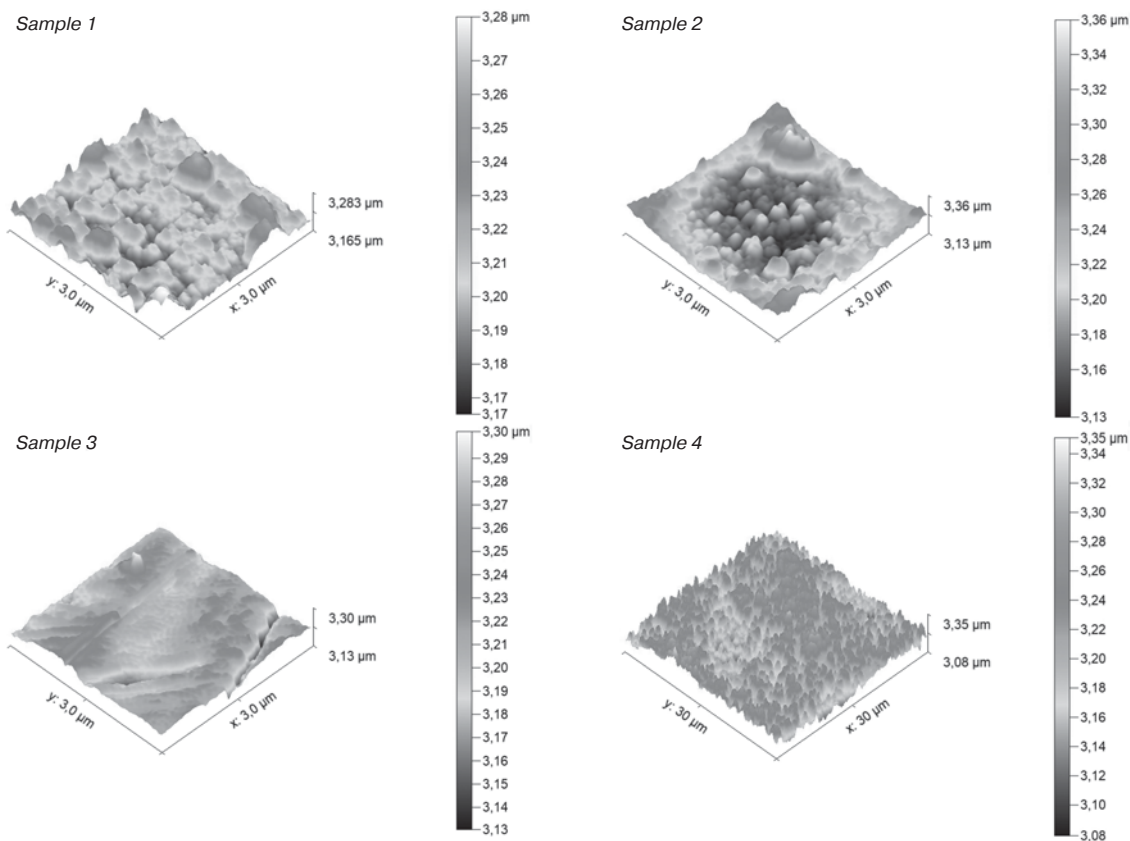 Sample 1
3,28 µm
3,27
3,26
3,25
3,24
3,23
3,22
3,21
3,20
3,19
3,18
3,17
3,17
3,283 µm
3,165 µm
y: 3,0 µm
x: 3,0 µm
Sample 2
3,36 µm
3,34
3,32
3,30
3,28
3,26
3,24
3,22
3,20
3,18
3,16
3,13
3,36 µm
3,13 µm
y: 3,0 µm
x: 3,0 µm
Sample 3
3,30 µm
3,29
3,28
3,27
3,26
3,25
3,24
3,23
3,22
3,21
3,20
3,19
3,18
3,17
3,16
3,15
3,14
3,13
3,30 µm
3,13 µm
y: 3,0 µm
x: 3,0 µm
Sample 4
3,35 µm
3,34
3,32
3,30
3,28
3,26
3,24
3,22
3,20
3,18
3,16
3,14
3,12
3,10
3,08
3,35 µm
3,08 µm
y: 30 µm
x: 30 µm